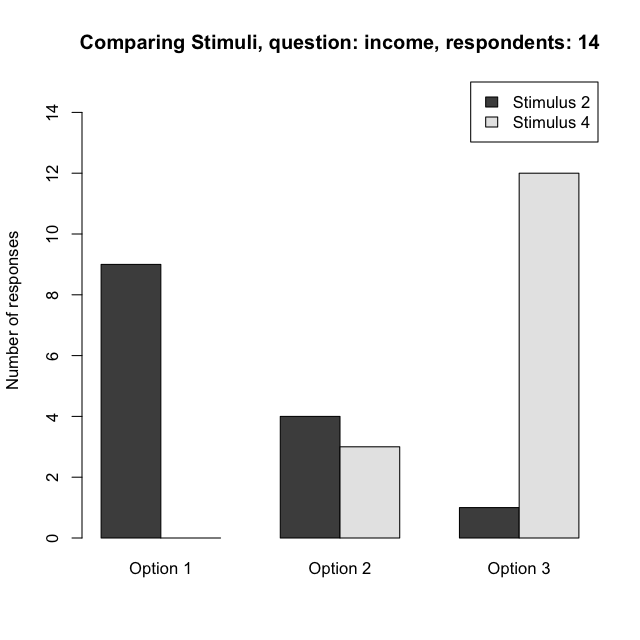 Comparing Stimuli, question: income, respondents: 14
Stimulus 2
Stimulus 4
Number of responses
14
12
10
8
6
4
2
0
Option 1
Option 2
Option 3